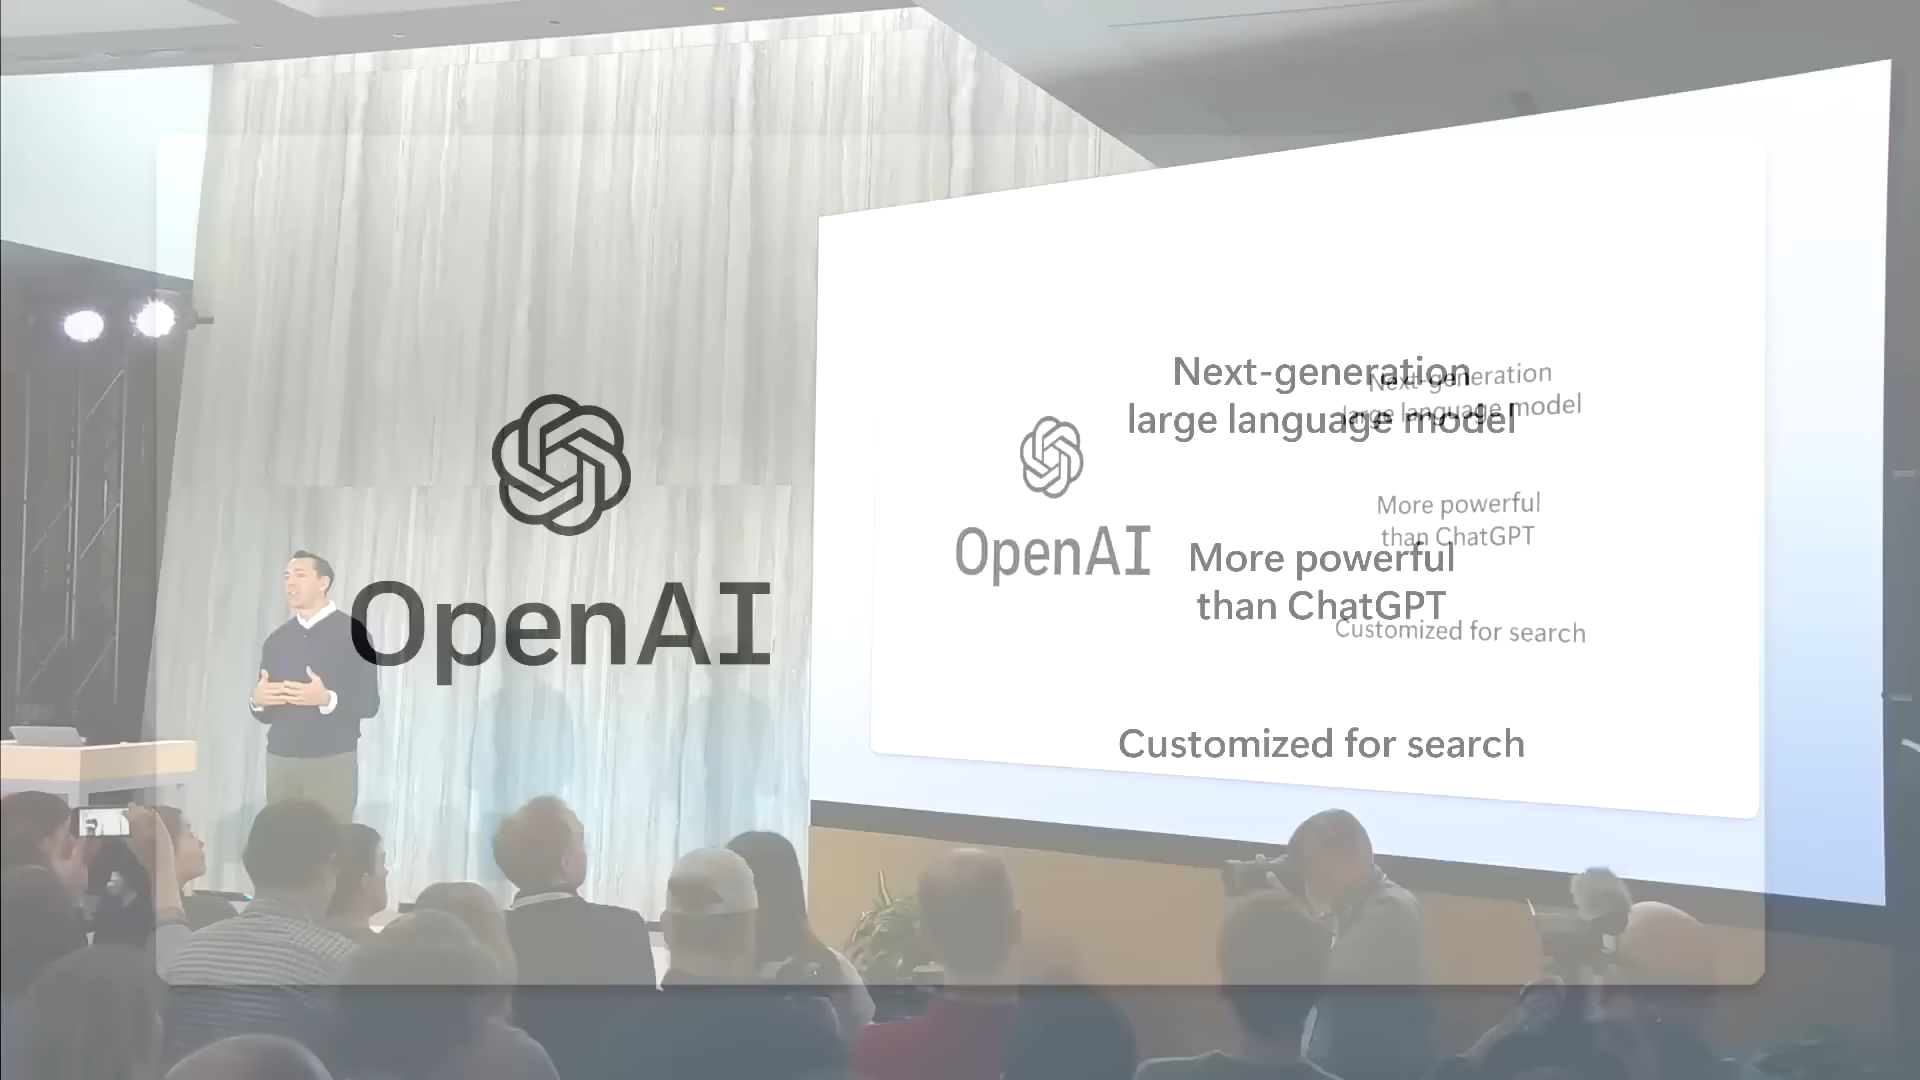 OpenAI
Next-generation
large language model
More powerful
than ChatGPT
Customized for search
OpenAI
Next-generation
large language model
More powerful
than ChatGPT
Customized for search